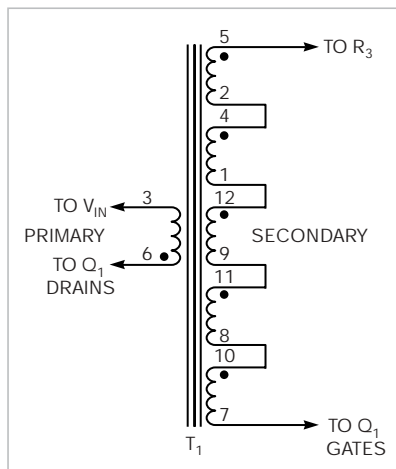 5
TO R3
2
4
1
3
12
TO VIN
PRIMARY
SECONDARY
6
9
TO Q1
DRAINS
11
8
10
7
TO Q1
GATES
T1